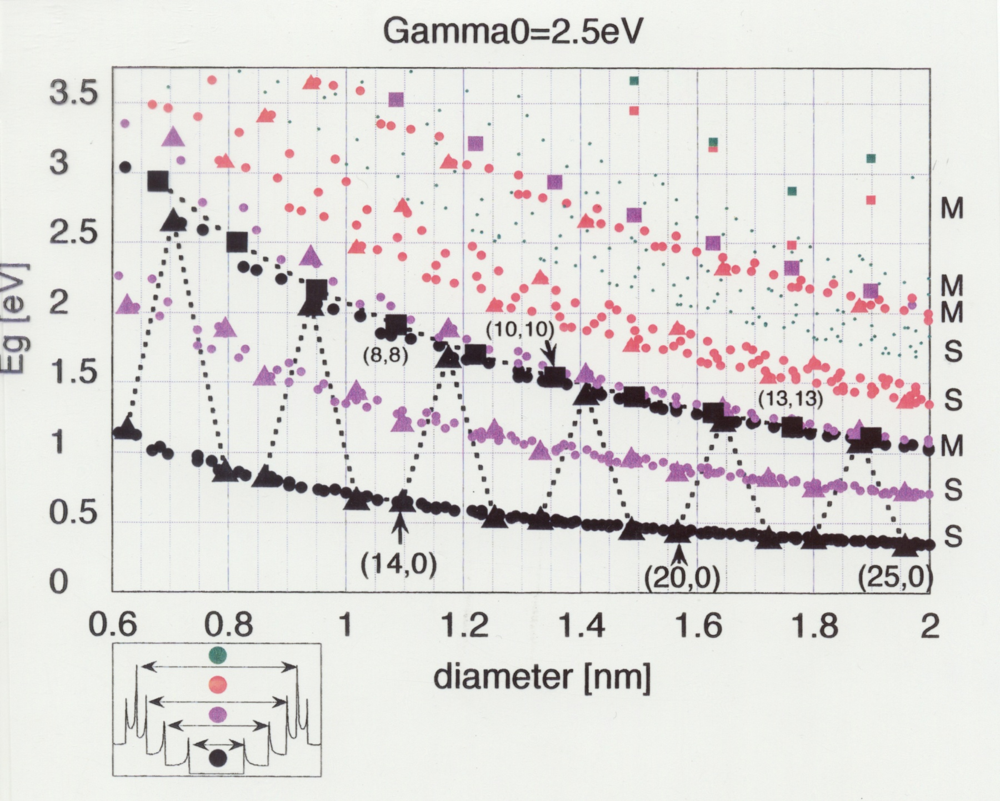 Gamma0=2.5eV
3.5
3
2.5
2
1.5
1
0.5
0
Eg [eV]
M
M
M
S
S
M
S
S
(10,10)
(8,8)
(13,13)
(14,0)
(20,0)
(25,0)
0.6 0.8 1 1.2 1.4 1.6 1.8 2
diameter [nm]